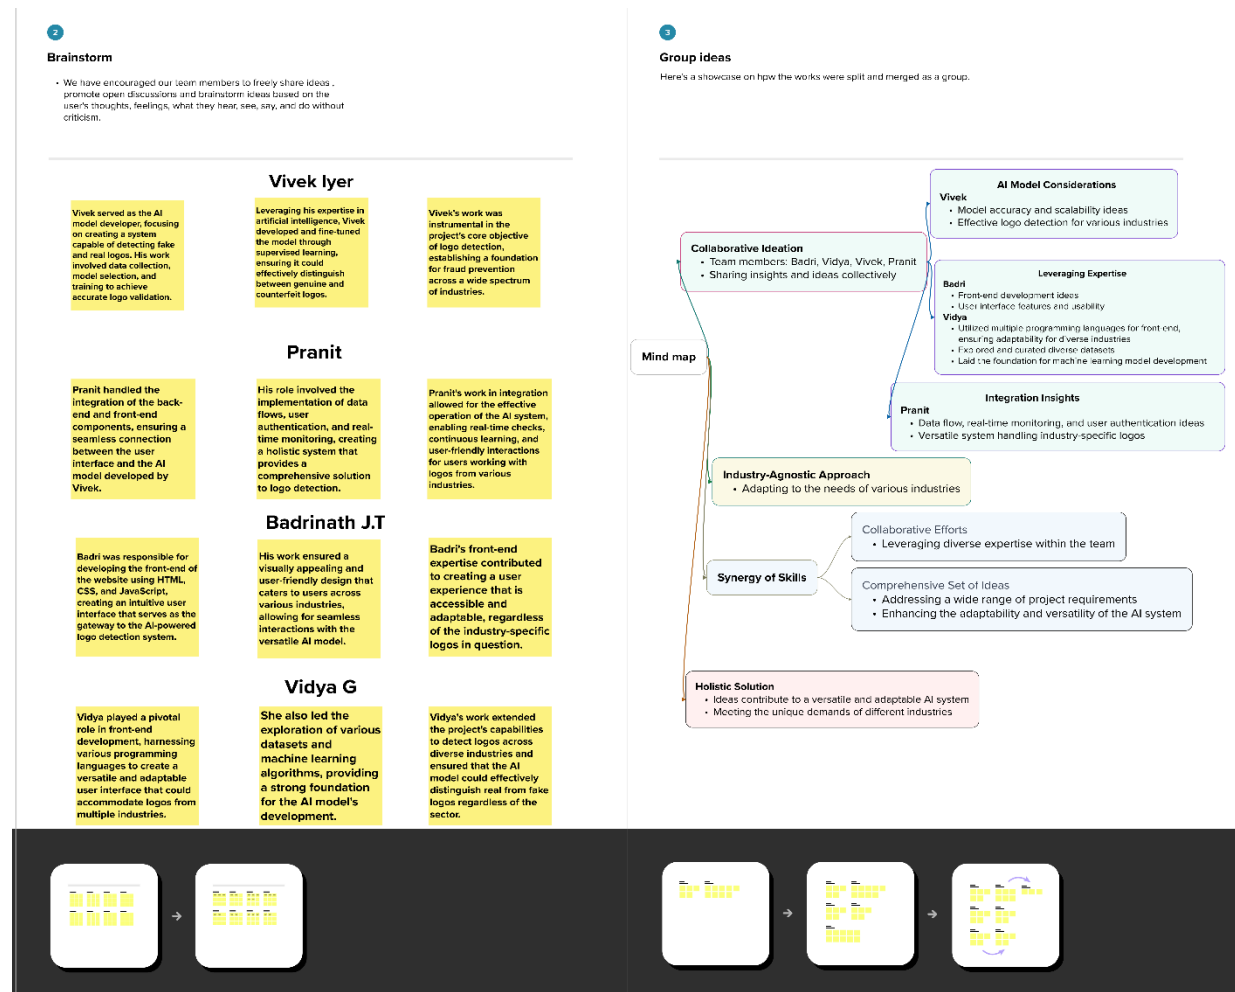 2
Brainstorm
• We have encouraged our team members to freely share ideas ,
promote open discussions and brainstorm ideas based on the
user's thoughts, feelings, what they hear, see, say, and do without
criticism.
Vivek Iyer
Vivek served as the AI
model developer, focusing
on creating a system
capable of detecting fake
and real logos. His work
involved data collection,
model selection, and
training to achieve
accurate logo validation.
Leveraging his expertise in
artificial intelligence, Vivek
developed and fine-tuned
the model through
supervised learning,
ensuring it could
effectively distinguish
between genuine and
counterfeit logos.
Vivek's work was
instrumental in the
project's core objective
of logo detection,
establishing a foundation
for fraud prevention
across a wide spectrum
of industries.
Pranit
Pranit handled the
integration of the back-
end and front-end
components, ensuring a
seamless connection
between the user
interface and the AI
model developed by
Vivek.
His role involved the
implementation of data
flows, user
authentication, and real-
time monitoring, creating
a holistic system that
provides a
comprehensive solution
to logo detection.
Pranit's work in integration
allowed for the effective
operation of the AI system,
enabling real-time checks,
continuous learning, and
user-friendly interactions
for users working with
logos from various
industries.
Badrinath J.T
Badri was responsible for
developing the front-end of
the website using HTML,
CSS, and JavaScript,
creating an intuitive user
interface that serves as the
gateway to the AI-powered
logo detection system.
His work ensured a
visually appealing and
user-friendly design that
caters to users across
various industries,
allowing for seamless
interactions with the
versatile AI model.
Badri's front-end
expertise contributed
to creating a user
experience that is
accessible and
adaptable, regardless
of the industry-specific
logos in question.
Vidya G
Vidya played a pivotal
role in front-end
development, harnessing
various programming
languages to create a
versatile and adaptable
user interface that could
accommodate logos from
multiple industries.
She also led the
exploration of various
datasets and
machine learning
algorithms, providing
a strong foundation
for the AI model's
development.
Vidya's work extended
the project's capabilities
to detect logos across
diverse industries and
ensured that the AI
model could effectively
distinguish real from fake
logos regardless of the
sector.
3
Group ideas
Here's a showcase on hpw the works were split and merged as a group.
Mind map
Collaborative Ideation
• Team members: Badri, Vidya, Vivek, Pranit
• Sharing insights and ideas collectively
AI Model Considerations
Vivek
• Model accuracy and scalability ideas
• Effective logo detection for various industries
Leveraging Expertise
Badri
• Front-end development ideas
• User interface features and usability
Vidya
• Utilized multiple programming languages for front-end,
ensuring adaptability for diverse industries
• Explored and curated diverse datasets
• Laid the foundation for machine learning model development
Integration Insights
Pranit
• Data flow, real-time monitoring, and user authentication ideas
• Versatile system handling industry-specific logos
Industry-Agnostic Approach
• Adapting to the needs of various industries
Synergy of Skills
Collaborative Efforts
• Leveraging diverse expertise within the team
Comprehensive Set of Ideas
• Addressing a wide range of project requirements
• Enhancing the adaptability and versatility of the AI system
Holistic Solution
• Ideas contribute to a versatile and adaptable AI system
• Meeting the unique demands of different industries